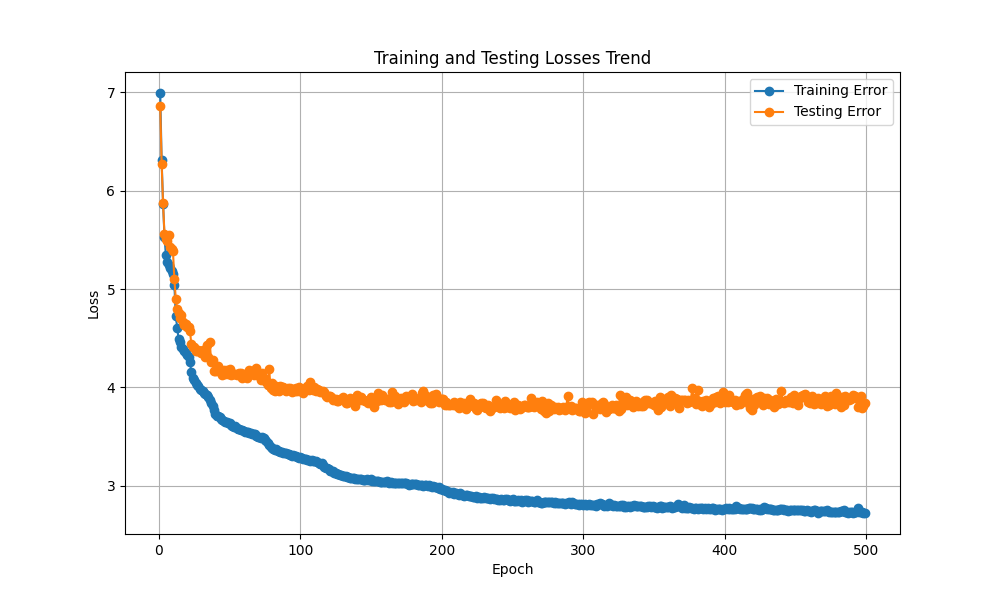 Training and Testing Losses Trend
Training Error
Testing Error
7
6
5
4
3
Loss
0
100
200
300
400
500
Epoch